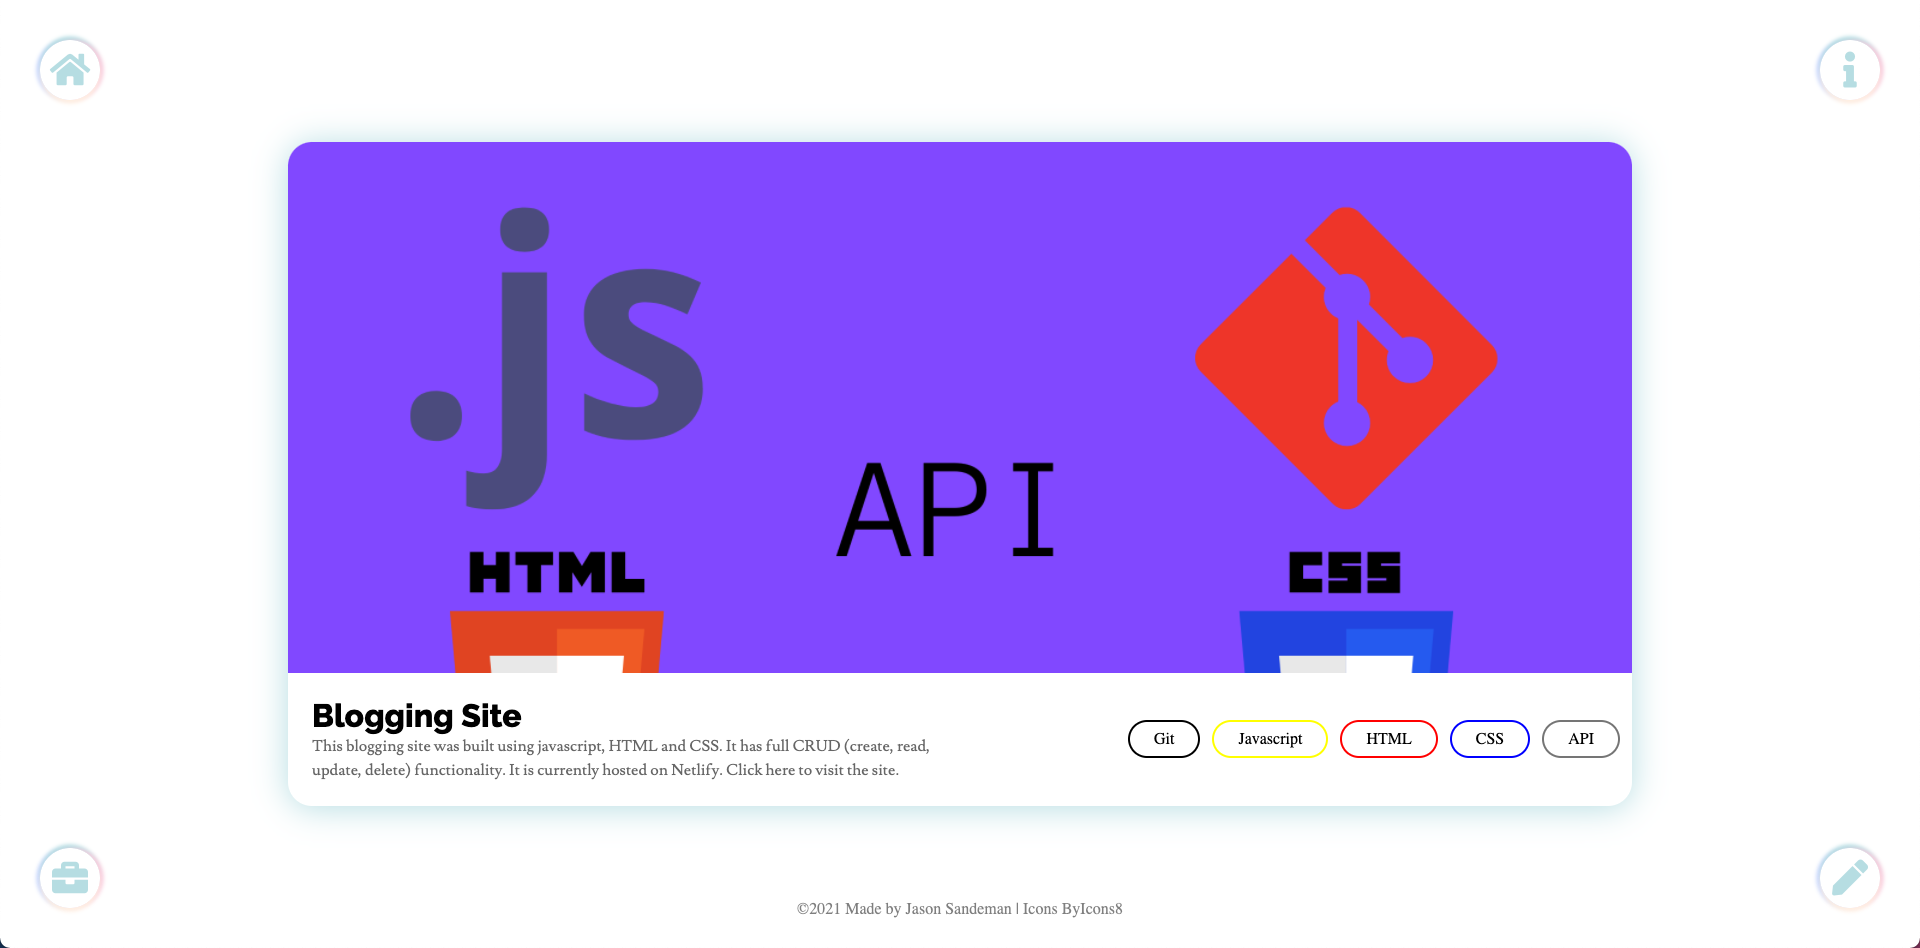 .js
API
HTML
CSS
Blogging Site
This blogging site was built using javascript, HTML and CSS. It has full CRUD (create, read,
update, delete) functionality. It is currently hosted on Netlify. Click here to visit the site.
Git
Javascript
HTML
CSS
API
©2021 Made by Jason Sandeman | Icons ByIcons8